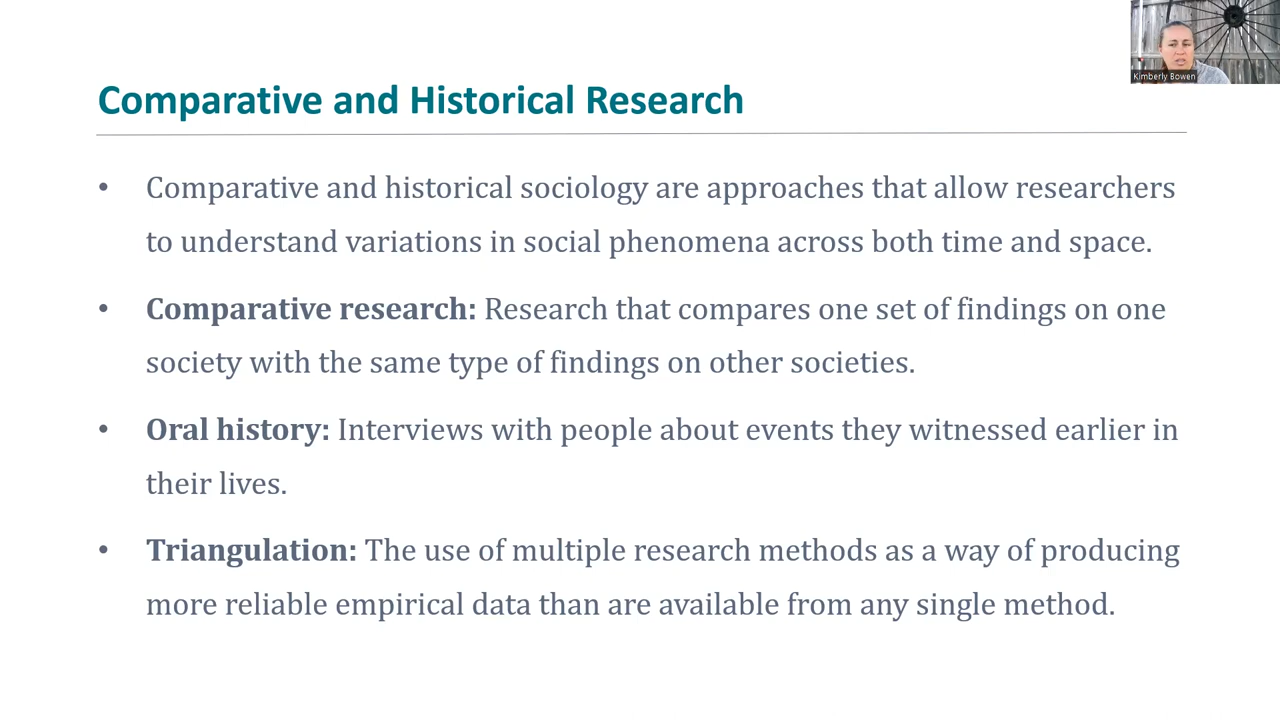 Kimberly Bowen
Comparative and Historical Research
• Comparative and historical sociology are approaches that allow researchers
to understand variations in social phenomena across both time and space.
• Comparative research: Research that compares one set of findings on one
society with the same type of findings on other societies.
• Oral history: Interviews with people about events they witnessed earlier in
their lives.
• Triangulation: The use of multiple research methods as a way of producing
more reliable empirical data than are available from any single method.